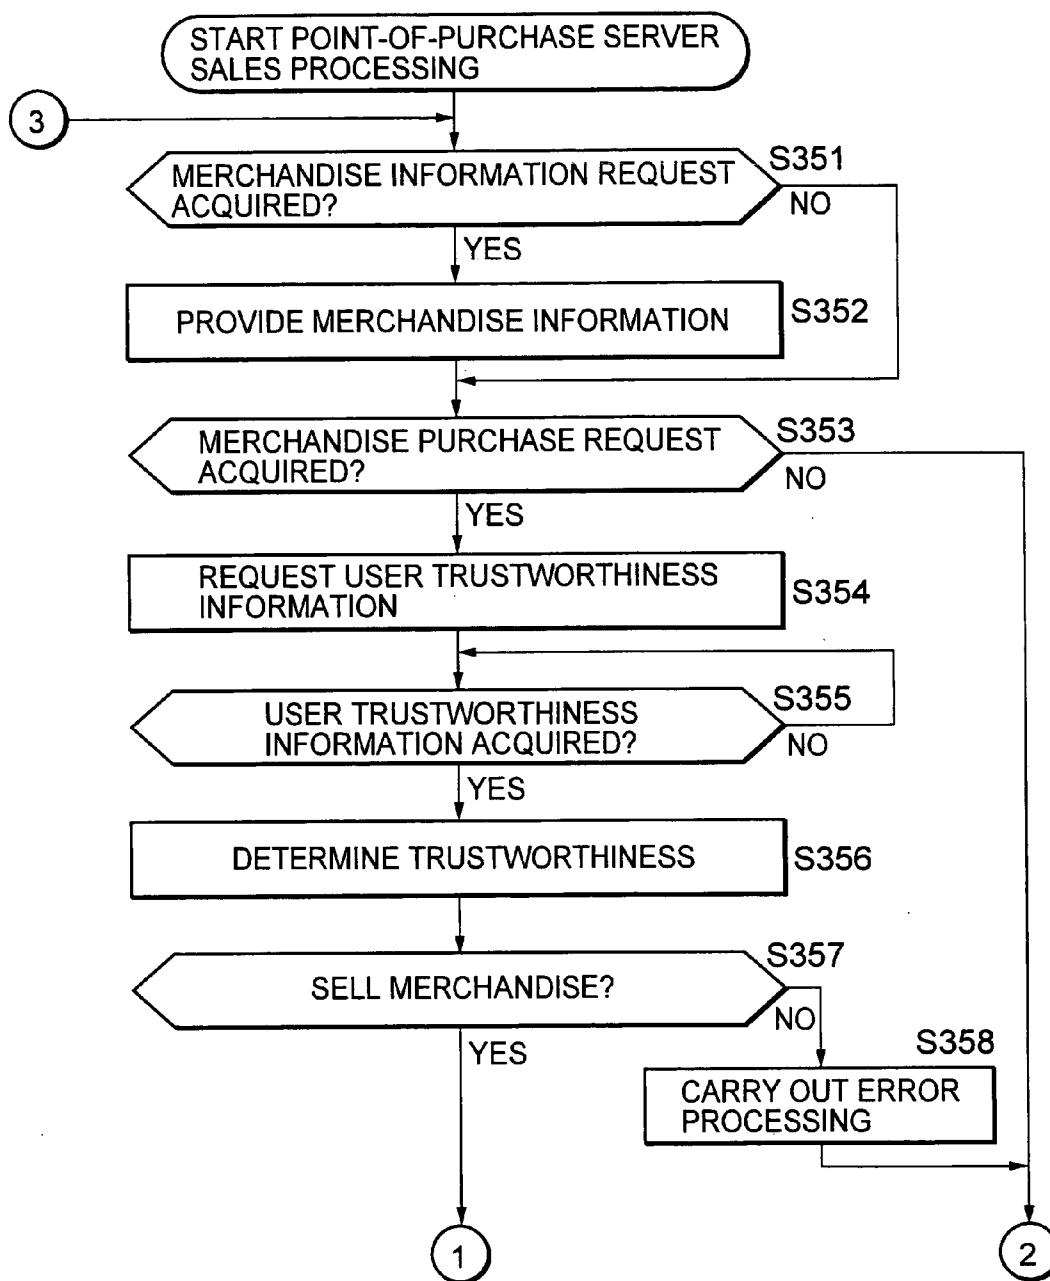 START POINT-OF-PURCHASE SERVER
SALES PROCESSING
3
MERCHANDISE INFORMATION REQUEST
ACQUIRED?
S351
NO
YES
PROVIDE MERCHANDISE INFORMATION
S352
MERCHANDISE PURCHASE REQUEST
ACQUIRED?
S353
NO
YES
REQUEST USER TRUSTWORTHINESS
INFORMATION
S354
USER TRUSTWORTHINESS
INFORMATION ACQUIRED?
S355
NO
YES
DETERMINE TRUSTWORTHINESS
S356
SELL MERCHANDISE?
S357
NO
YES
S358
CARRY OUT ERROR
PROCESSING
1
2